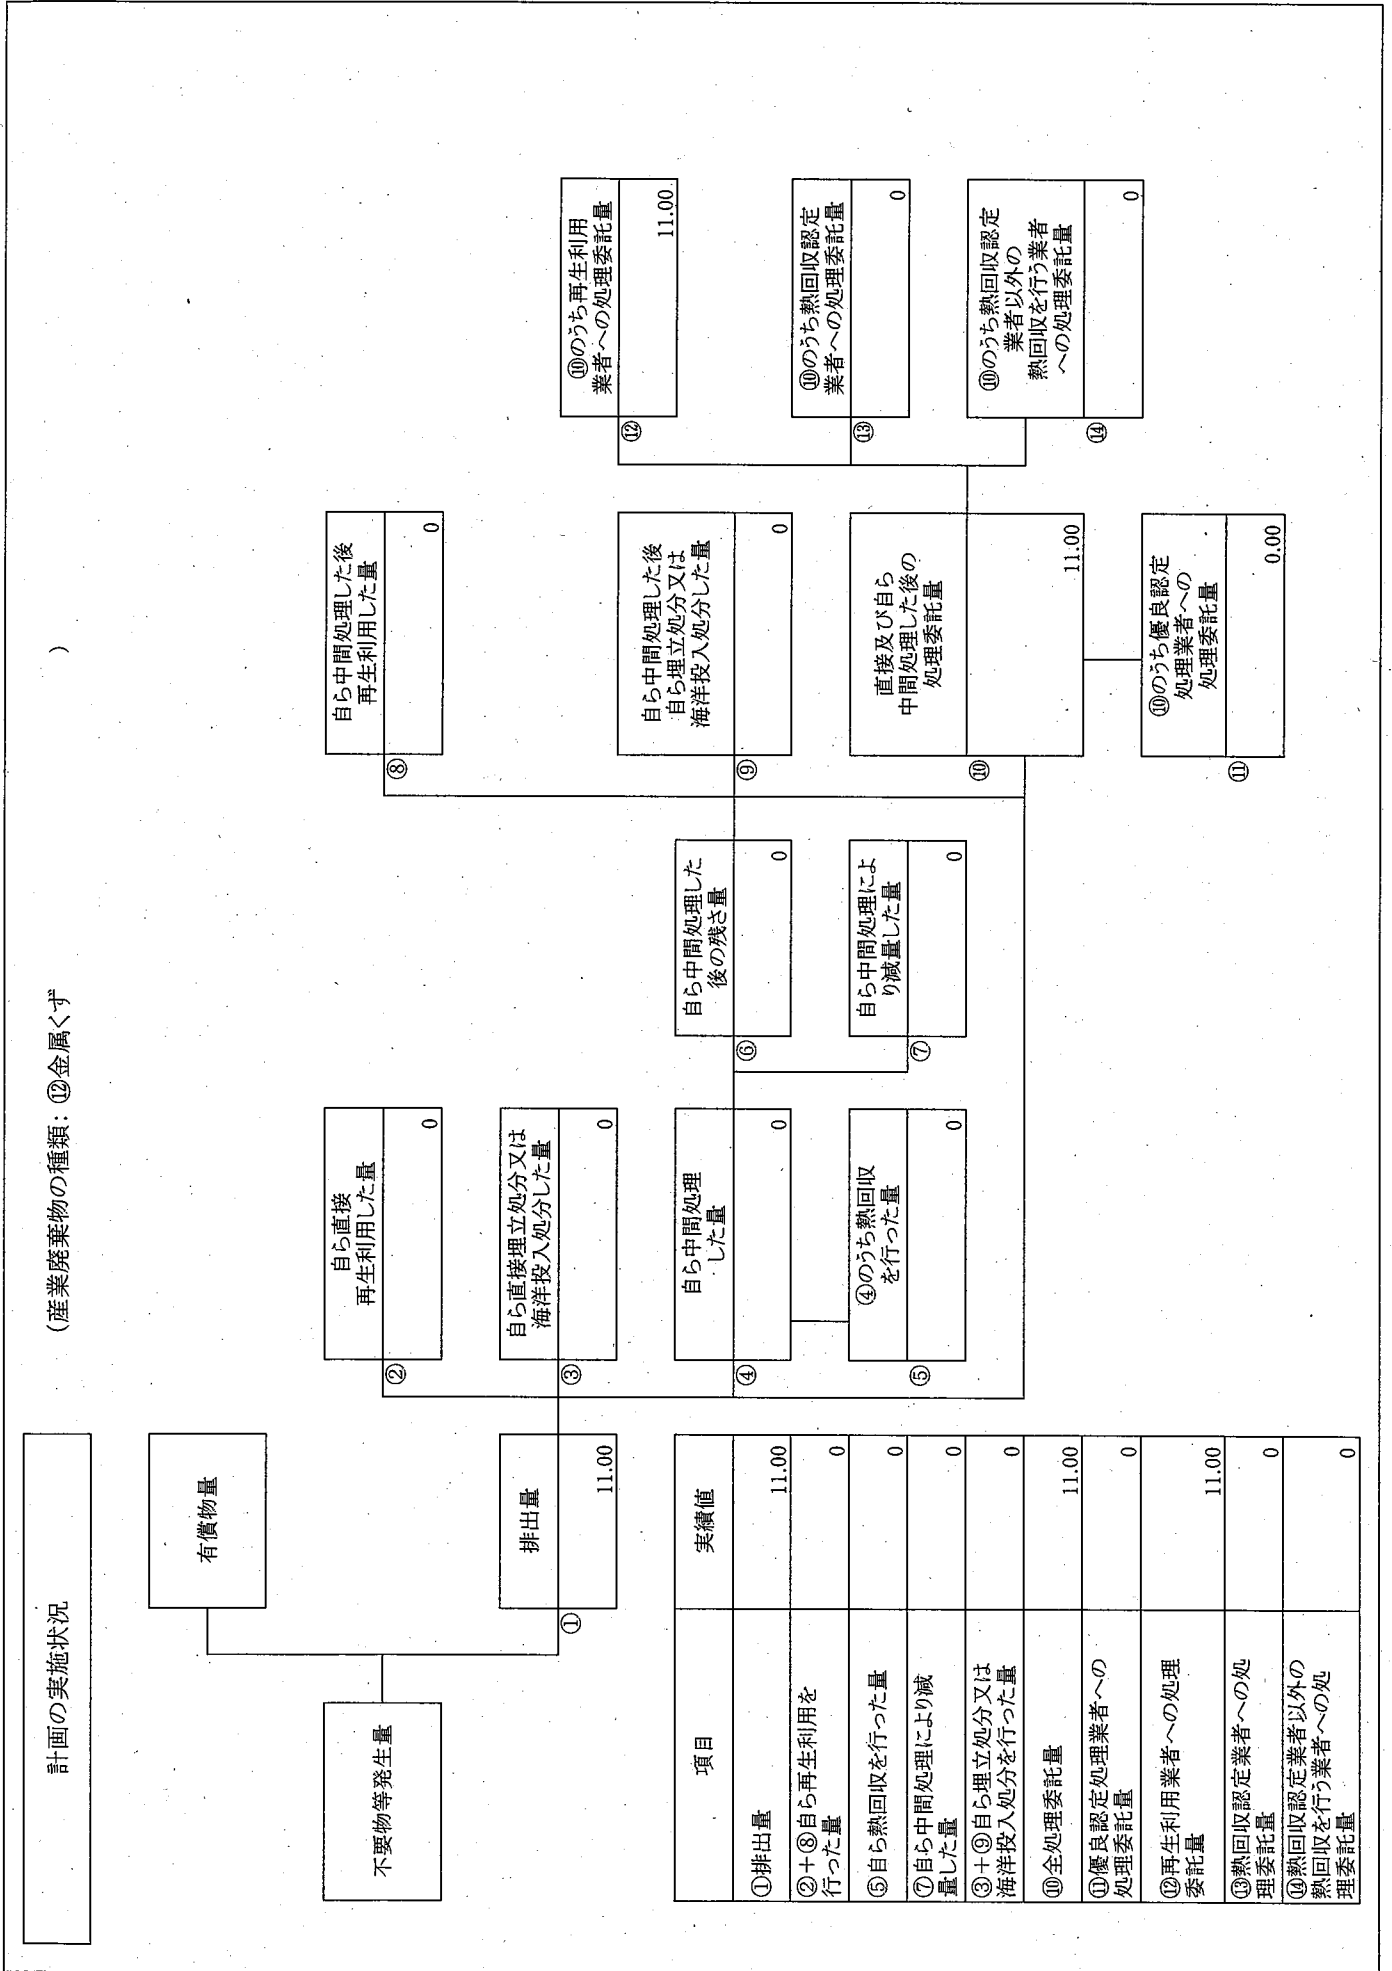 計画の実施状況
(産業廃棄物の種類：⑫金属くず
)
有償物量
不要物等発生量
排出量
①
11.00
自ら直接
再生利用した量
②
0
自ら直接埋立処分又は
海洋投入処分した量
③
0
自ら中間処理
した量
④
0
④のうち熱回収
を行った量
⑤
0
自ら中間処理した
後の残さ量
⑥
0
自ら中間処理によ
り減量した量
⑦
0
自ら中間処理した後
再生利用した量
⑧
0
自ら中間処理した後
自ら埋立処分又は
海洋投入処分した量
⑨
0
直接及び自ら
中間処理した後の
処理委託量
⑩
11.00
⑩のうち優良認定
処理業者への
処理委託量
⑪
0.00
⑩のうち再生利用
業者への処理委託量
⑫
11.00
⑩のうち熱回収認定
業者への処理委託量
⑬
0
⑩のうち熱回収認定
業者以外の
熱回収を行う業者
への処理委託量
⑭
0
項目 実績値
①排出量 11.00
②＋⑧自ら再生利用を
行った量 0
⑤自ら熱回収を行った量 0
⑦自ら中間処理により減
量した量 0
③＋⑨自ら埋立処分又は
海洋投入処分を行った量 0
⑩全処理委託量 11.00
⑪優良認定処理業者への
処理委託量 0
⑫再生利用業者への処理
委託量 11.00
⑬熱回収認定業者への処
理委託量 0
⑭熱回収認定業者以外の
熱回収を行う業者への処
理委託量 0